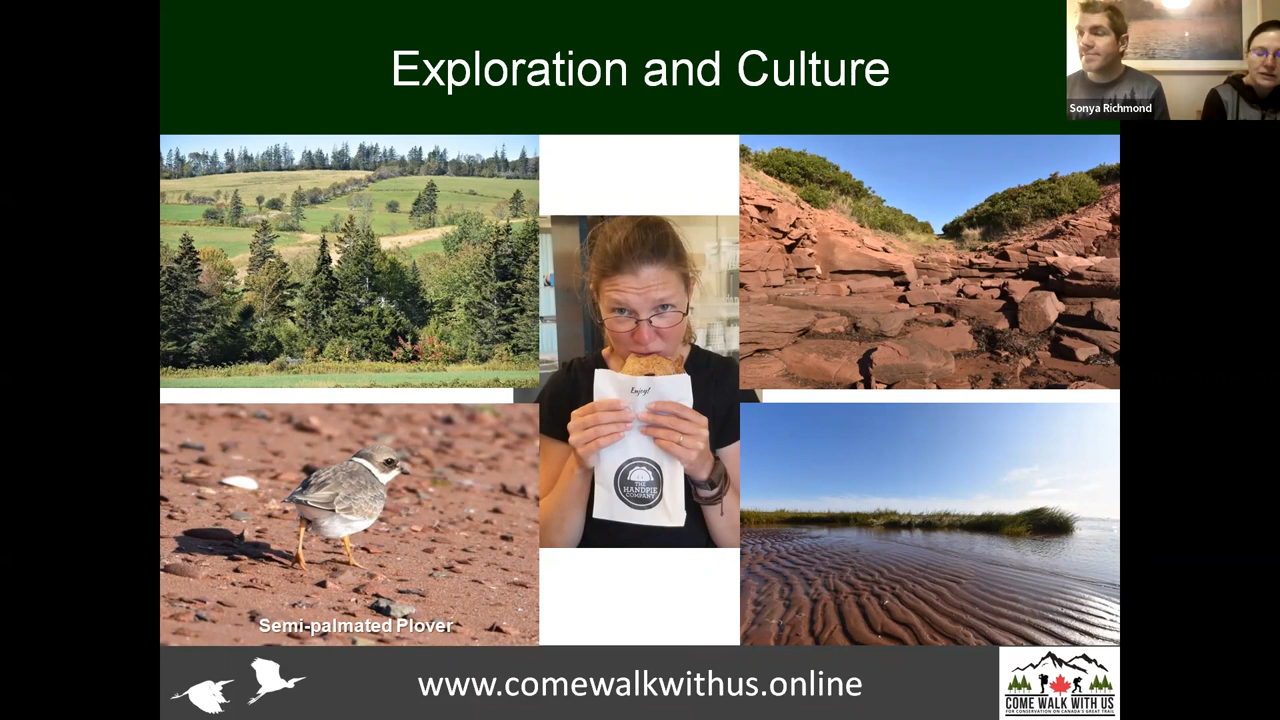 Exploration and Culture
Sonya Richmond
Enjoy!
THE
HANDPIE
COMPANY
Semi-palmated Plover
www.comewalkwithus.online
COME WALK WITH US
FOR CONSERVATION ON CANADA'S GREAT TRAIL